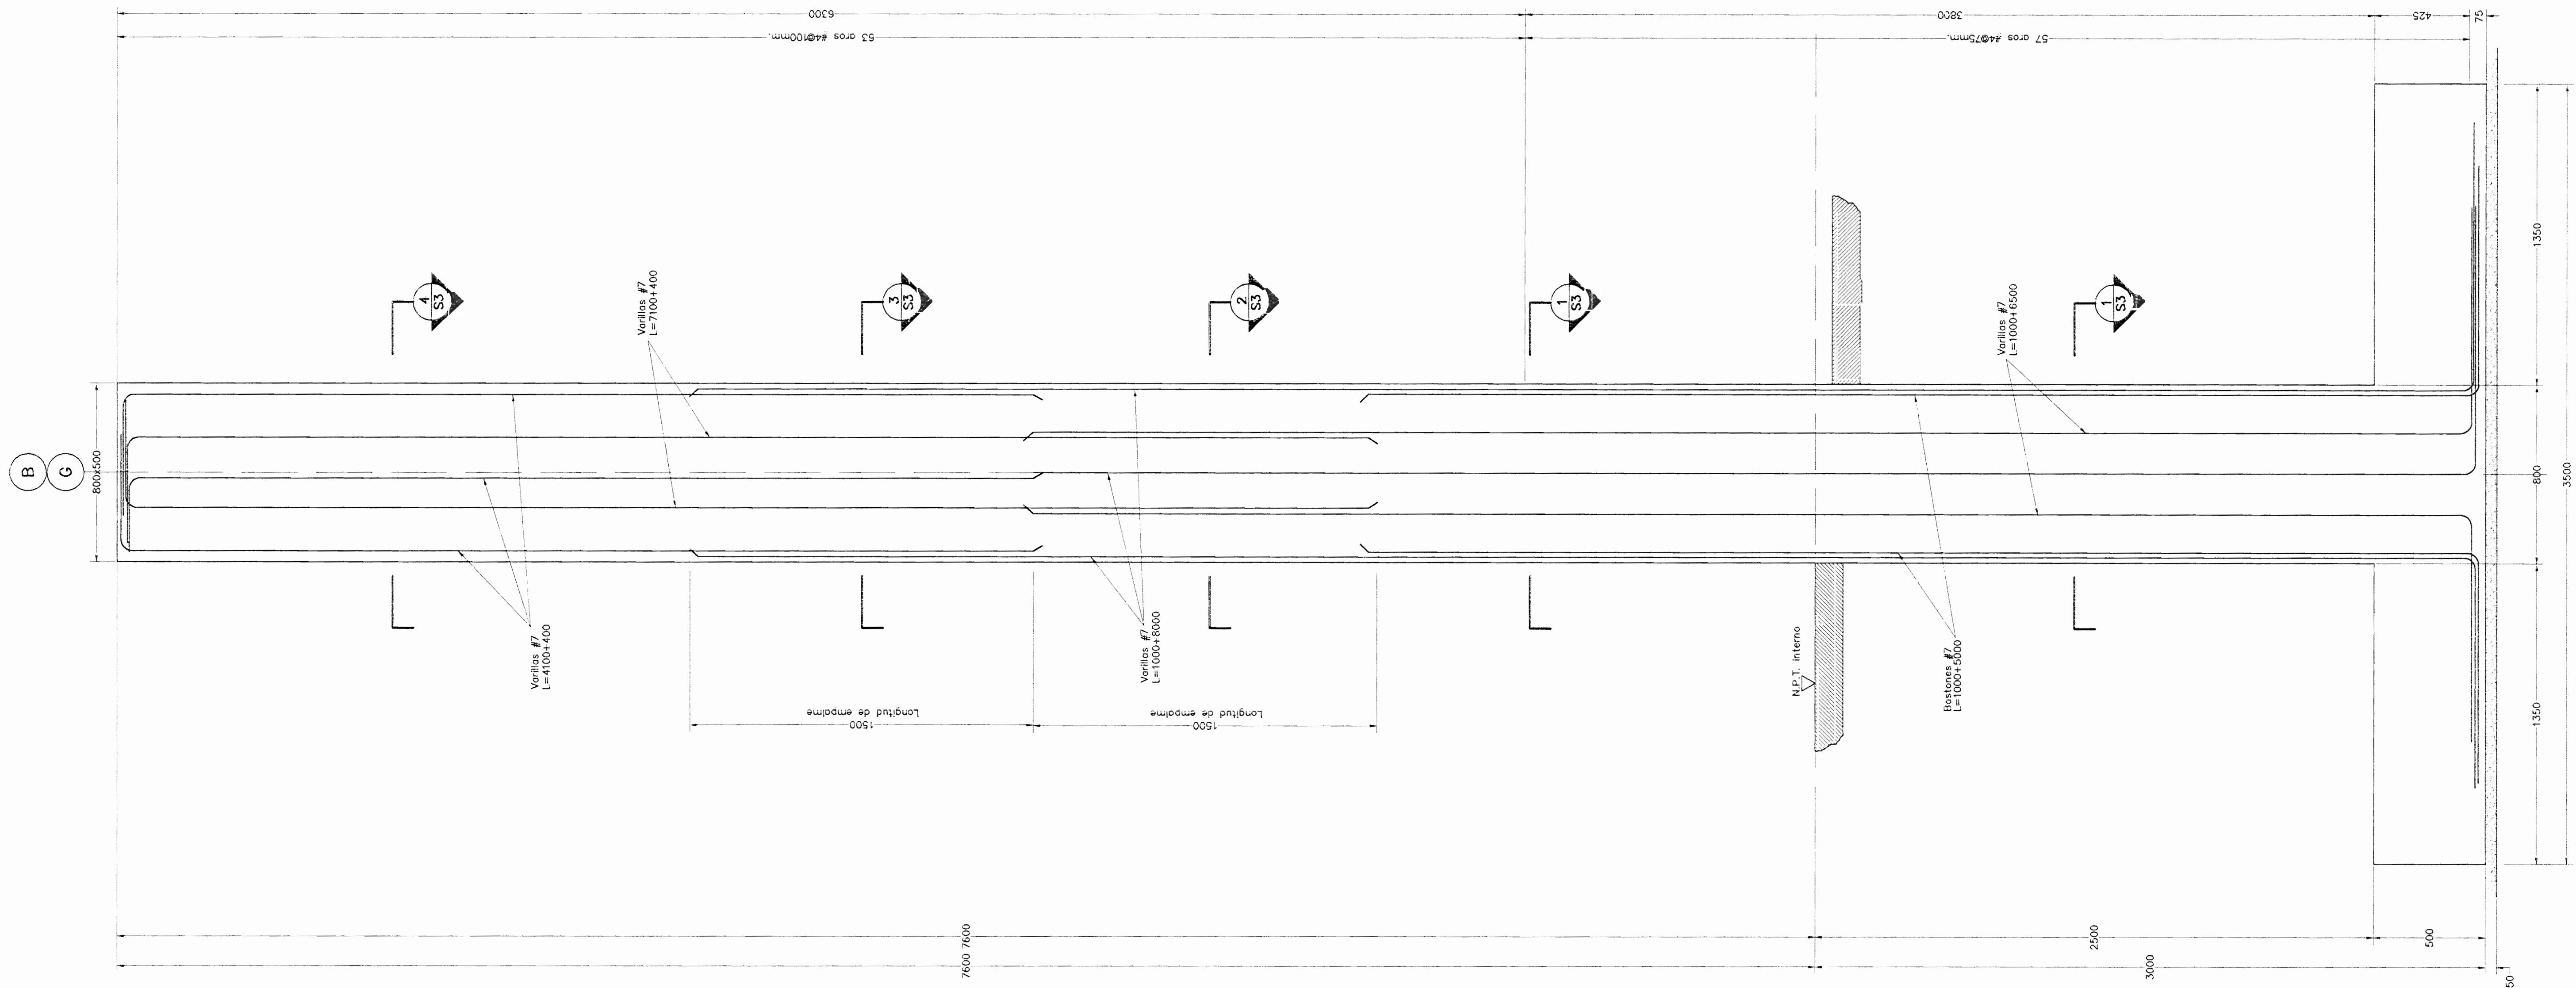 B
G
800x500
6300
53 aros #4@100mm.
3800
57 aros #4@75mm.
425
75
4
S3
3
S3
2
S3
1
S3
1
S3
Varillas #7
L=7100+400
Varillas #7
L=4100+400
Varillas #7
L=1000+8000
Varillas #7
L=1000+6500
Bastones #7
L=1000+5000
1500
Longitud de empalme
1500
Longitud de empalme
N.P.T. interno
7600
7600
2500
500
3000
50
1350
800
1350
3500